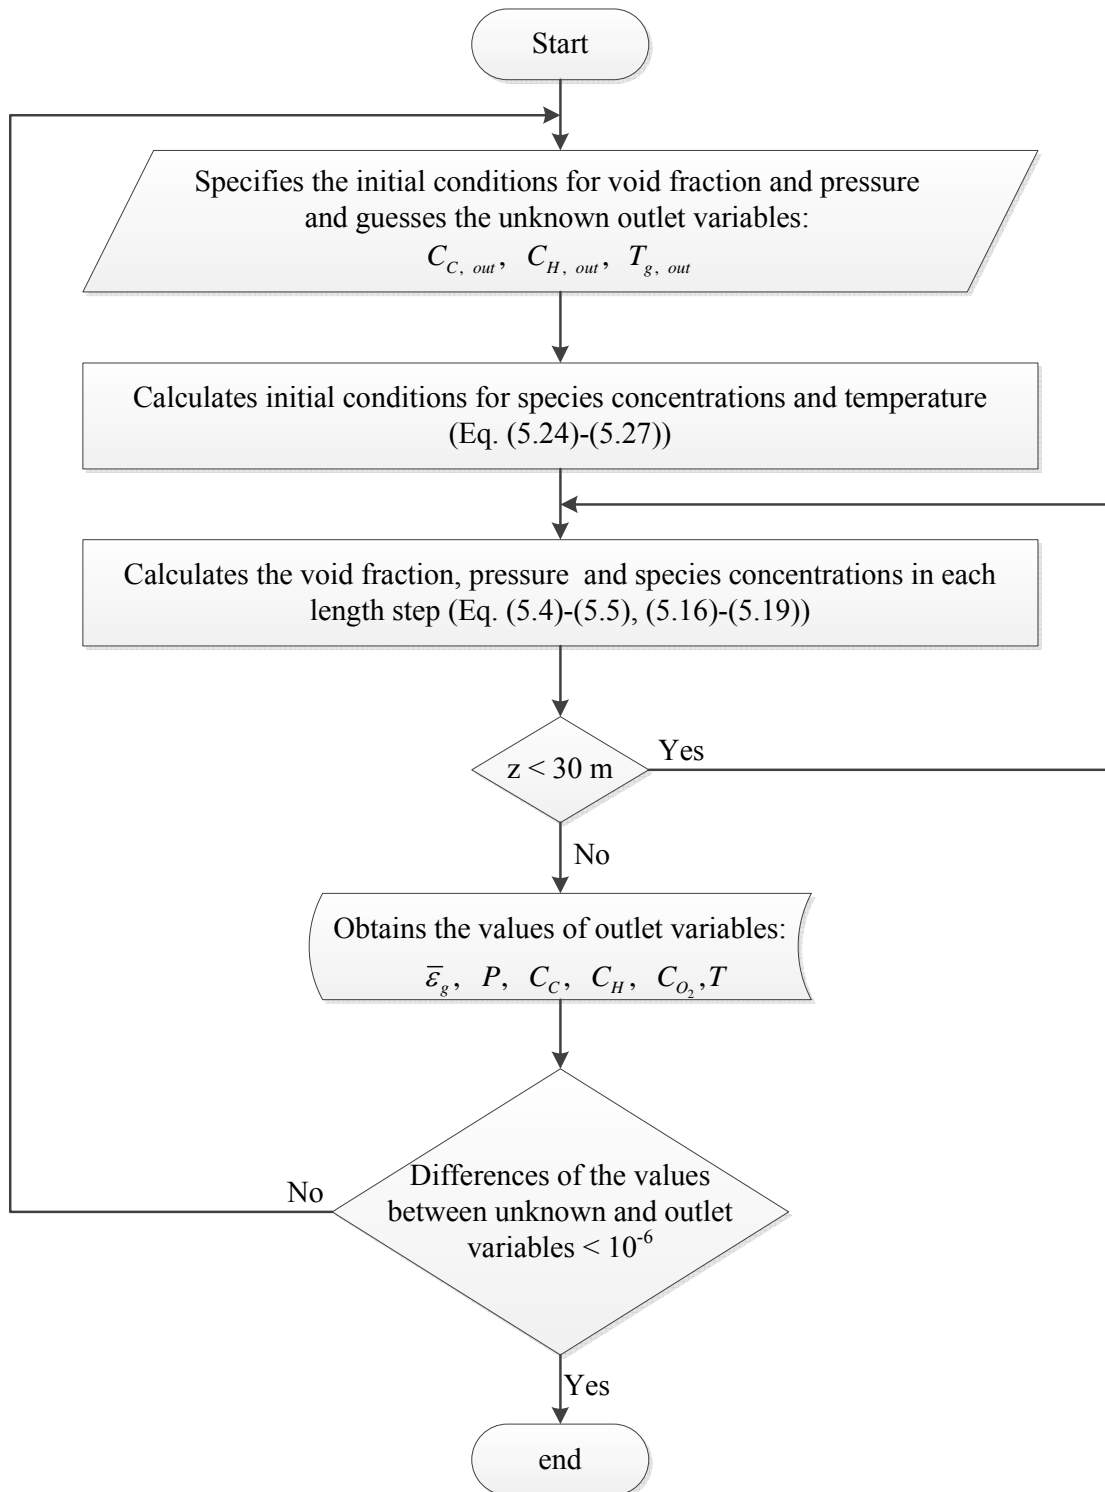 Start
Specifies the initial conditions for void fraction and pressure
and guesses the unknown outlet variables:
C_{C, out}, C_{H, out}, T_{g, out}
Calculates initial conditions for species concentrations and temperature
(Eq. (5.24)-(5.27))
Calculates the void fraction, pressure and species concentrations in each
length step (Eq. (5.4)-(5.5), (5.16)-(5.19))
z < 30 m
Yes
No
Obtains the values of outlet variables:
\overline{ε}_g, P, C_C, C_H, C_{O_2}, T
Differences of the values
between unknown and outlet
variables < 10^{-6}
No
Yes
end